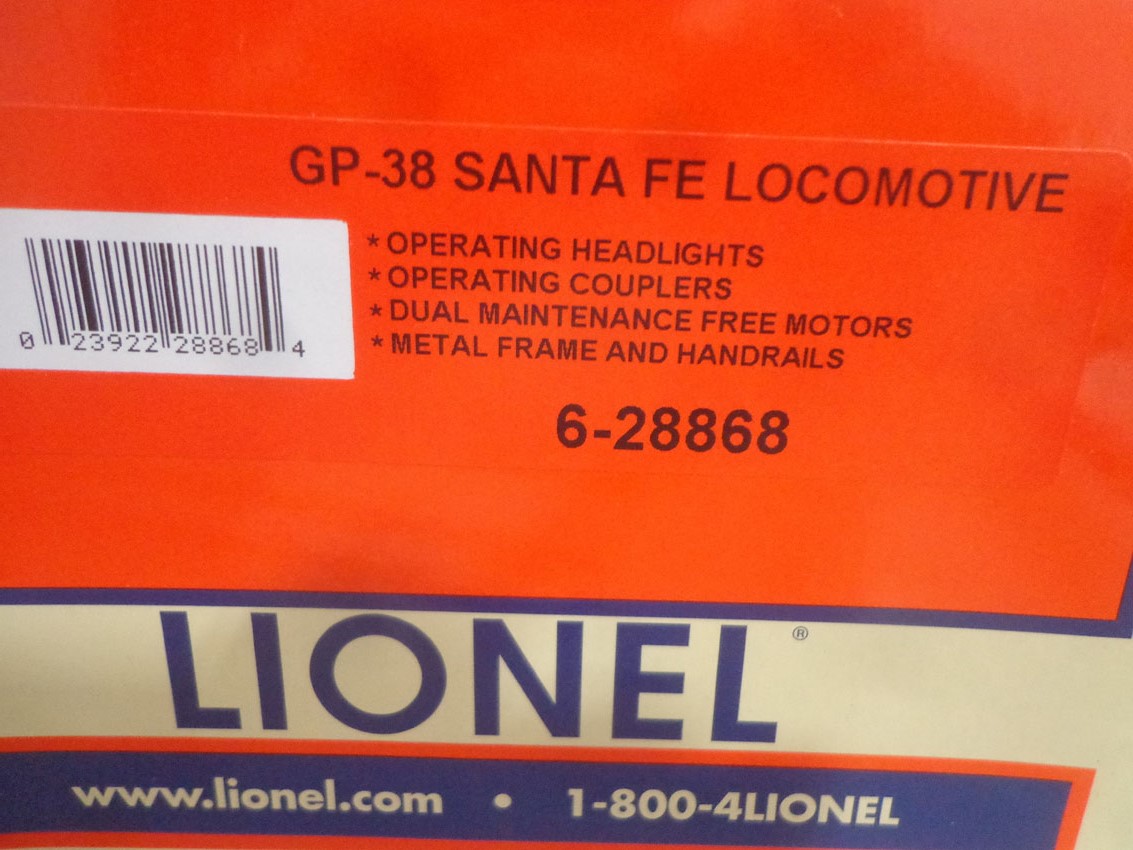 GP-38 SANTA FE LOCOMOTIVE
* OPERATING HEADLIGHTS
* OPERATING COUPLERS
* DUAL MAINTENANCE FREE MOTORS
* METAL FRAME AND HANDRAILS
0 23922 28868 4
6-28868
LIONEL ®
www.lionel.com • 1-800-4LIONEL